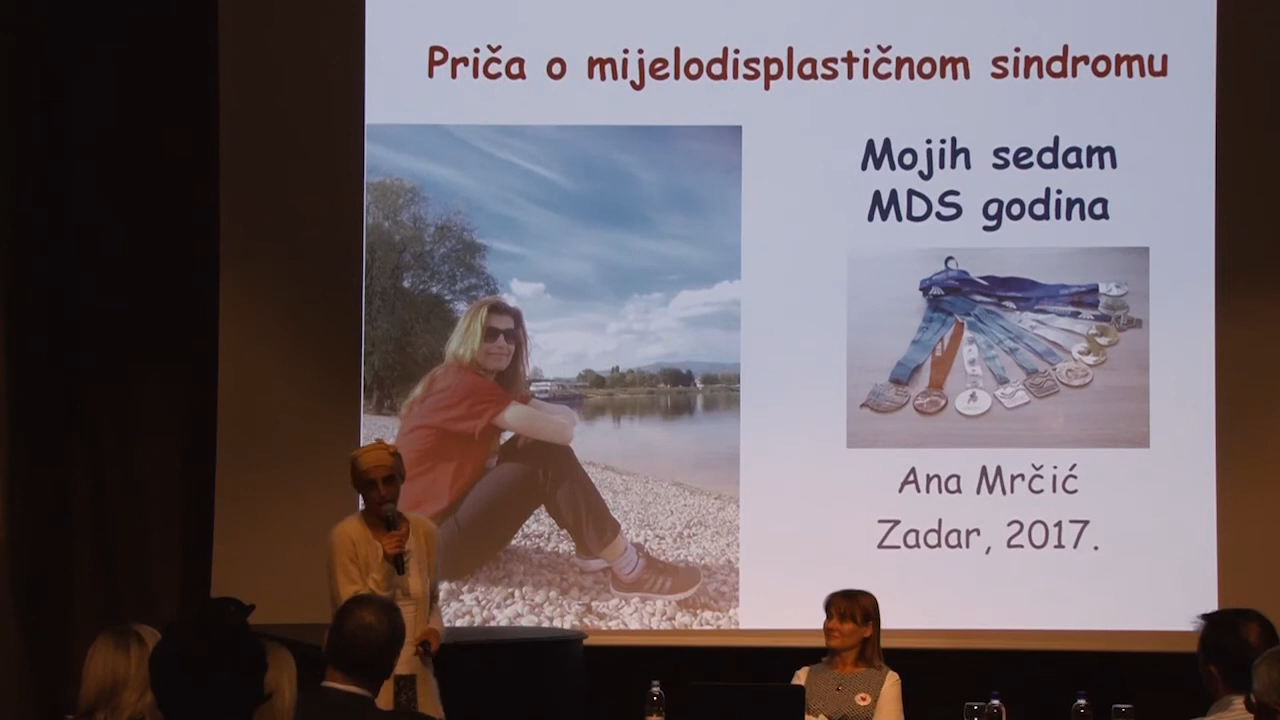 Priča o mijelodisplastičnom sindromu
Mojih sedam
MDS godina
Ana Mrčić
Zadar, 2017.